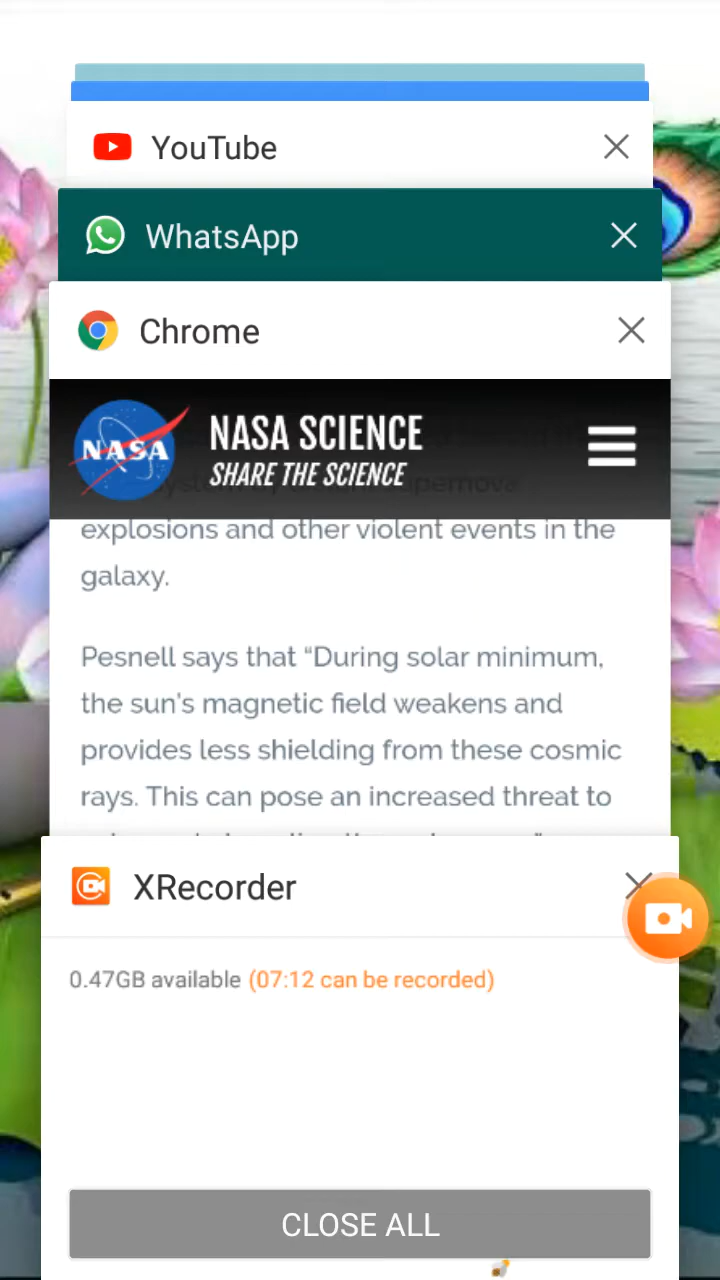 YouTube
WhatsApp
Chrome
NASA
NASA SCIENCE
SHARE THE SCIENCE
supernova
explosions and other violent events in the
galaxy.
Pesnell says that “During solar minimum,
the sun's magnetic field weakens and
provides less shielding from these cosmic
rays. This can pose an increased threat to
XRecorder
0.47GB available (07:12 can be recorded)
CLOSE ALL